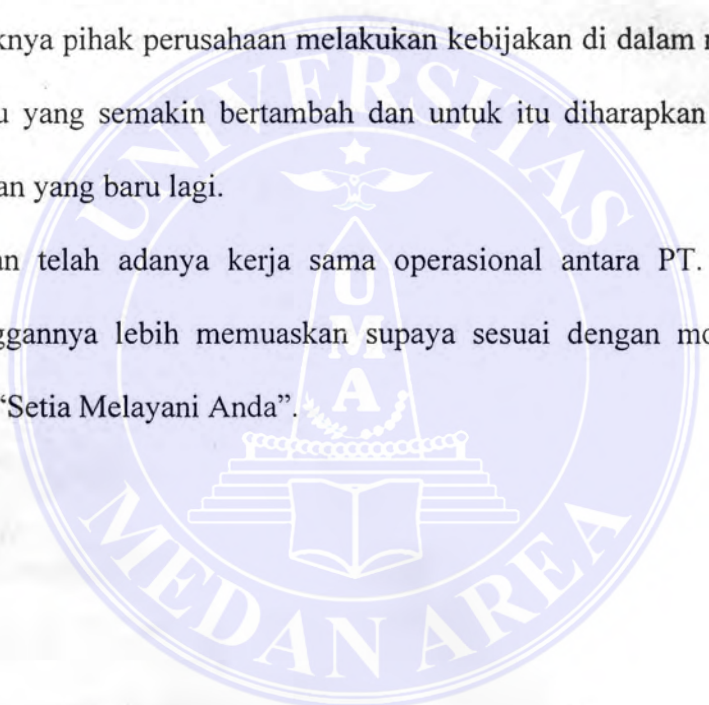 knya pihak perusahaan melakukan kebijakan di dalam
u yang semakin bertambah dan untuk itu diharapkan
an yang baru lagi.
an telah adanya kerja sama operasional antara PT.
ggannya lebih memuaskan supaya sesuai dengan mo
“Setia Melayani Anda”.
UNIVERSITAS
UMA
MEDAN AREA